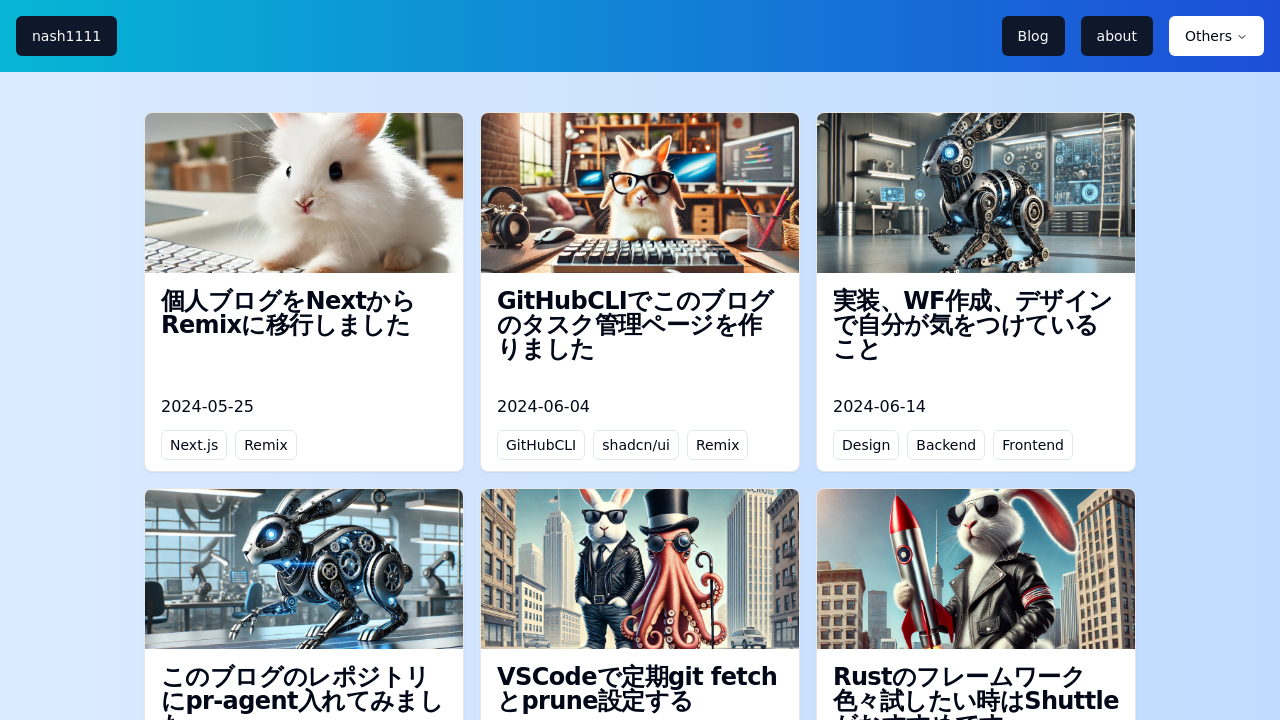 nash1111
Blog
about
Others
個人ブログをNextから
Remixに移行しました
2024-05-25
Next.js
Remix
GitHubCLIでこのブログ
のタスク管理ページを作
りました
2024-06-04
GitHubCLI
shadcn/ui
Remix
実装、WF作成、デザイン
で自分が気をつけている
こと
2024-06-14
Design
Backend
Frontend
このブログのレポジトリ
にpr-agent入れてみまし
VSCodeで定期git fetch
とprune設定する
Rustのフレームワーク
色々試したい時はShuttle
がおすすめです